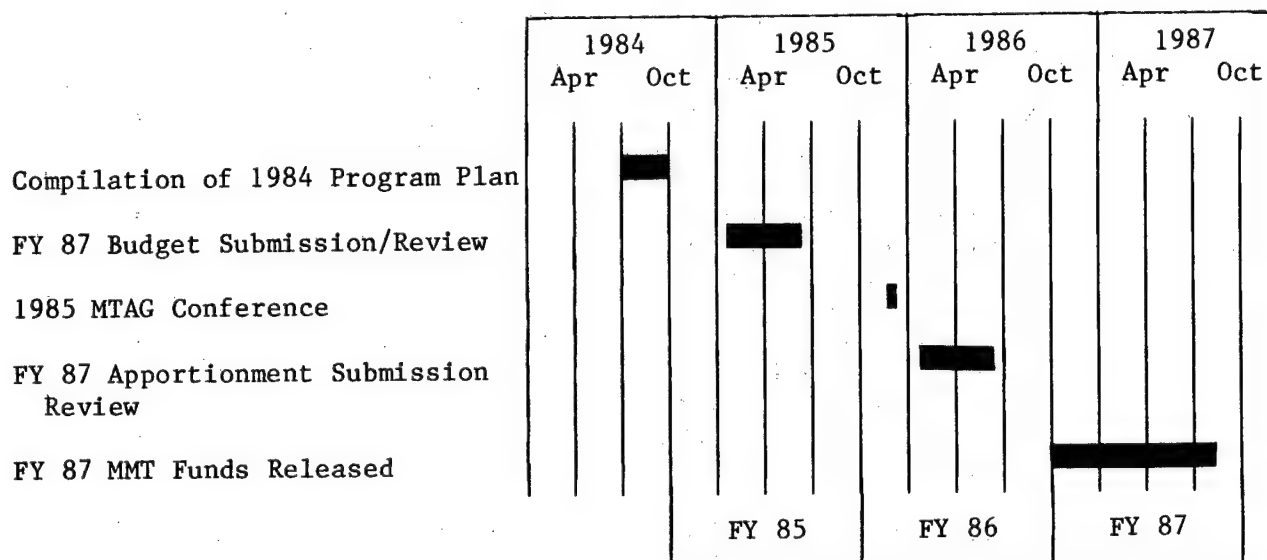 1984 1985 1986 1987
Apr Oct Apr Oct Apr Oct Apr Oct
Compilation of 1984 Program Plan
FY 87 Budget Submission/Review
1985 MTAG Conference
FY 87 Apportionment Submission
Review
FY 87 MMT Funds Released
FY 85 FY 86 FY 87